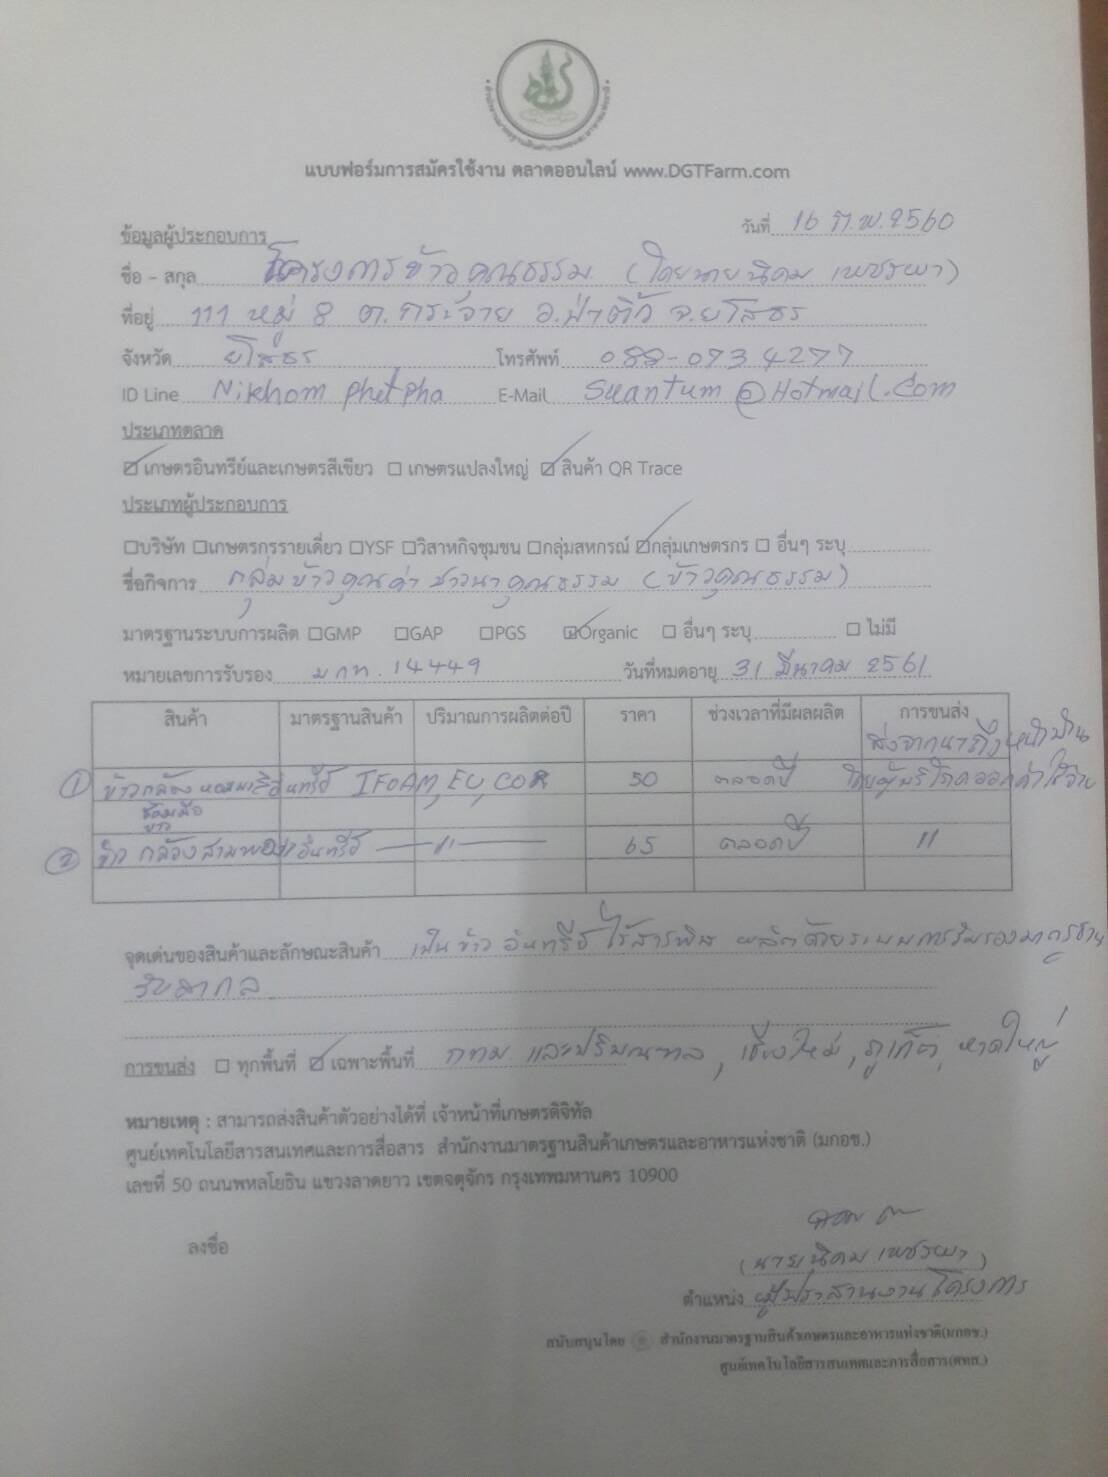 แบบฟอร์มการสมัครใช้งาน ตลาดออนไลน์ www.DGTFarm.com
วันที่ 16 ก.พ. 2560
ข้อมูลผู้ประกอบการ
ชื่อ - สกุล โครงการข้าวคุณธรรม (โดยนายนิคม เพชรผา)
ที่อยู่ 111 หมู่ 8 ต.กระจาย อ.ป่าติ้ว จ.ยโสธร
จังหวัด ยโสธร โทรศัพท์ 088-0734277
ID Line Nikhom phetpha E-Mail Suantum@Hotmail.com
ประเภทตลาด
☑ เกษตรอินทรีย์และเกษตรสีเขียว ☐ เกษตรแปลงใหญ่ ☑ สินค้า QR Trace
ประเภทผู้ประกอบการ
☐บริษัท ☐เกษตรกรรายเดี่ยว ☐YSF ☐วิสาหกิจชุมชน ☐กลุ่มสหกรณ์ ☑กลุ่มเกษตรกร ☐ อื่นๆ ระบุ
ชื่อกิจการ กลุ่มข้าวคุณค่า ชาวนาคุณธรรม (ข้าวคุณธรรม)
มาตรฐานระบบการผลิต ☐GMP ☐GAP ☐PGS ☑Organic ☐ อื่นๆ ระบุ ☐ ไม่มี
หมายเลขการรับรอง มกท. 14449 วันที่หมดอายุ 31 มีนาคม 2561
สินค้า มาตรฐานสินค้า ปริมาณการผลิตต่อปี ราคา ช่วงเวลาที่มีผลผลิต การขนส่ง
ส่งจากนาถึงหน้าบ้าน
① ข้าวกล้องหอมมะลิอินทรีย์ IFOAM, EU, COR 50 ตลอดปี โดยผู้บริโภคออกค่าใช้จ่าย
ซ้อมมือ
② ข้าวกล้องสามพอ อินทรีย์ —〃— 65 ตลอดปี 〃
จุดเด่นของสินค้าและลักษณะสินค้า เป็นข้าวอินทรีย์ ไร้สารพิษ ผลิตด้วยระบบการรับรองมาตรฐาน
ระดับสากล
การขนส่ง ☐ ทุกพื้นที่ ☑ เฉพาะพื้นที่ กทม. และปริมณฑล, เชียงใหม่, ภูเก็ต, หาดใหญ่
หมายเหตุ : สามารถส่งสินค้าตัวอย่างได้ที่ เจ้าหน้าที่เกษตรดิจิทัล
ศูนย์เทคโนโลยีสารสนเทศและการสื่อสาร สำนักงานมาตรฐานสินค้าเกษตรและอาหารแห่งชาติ (มกอช.)
เลขที่ 50 ถนนพหลโยธิน แขวงลาดยาว เขตจตุจักร กรุงเทพมหานคร 10900
ลงชื่อ
(นายนิคม เพชรผา)
ตำแหน่ง ผู้ประสานงานโครงการ
สนับสนุนโดย สำนักงานมาตรฐานสินค้าเกษตรและอาหารแห่งชาติ(มกอช.)
ศูนย์เทคโนโลยีสารสนเทศและการสื่อสาร(ศทส.)